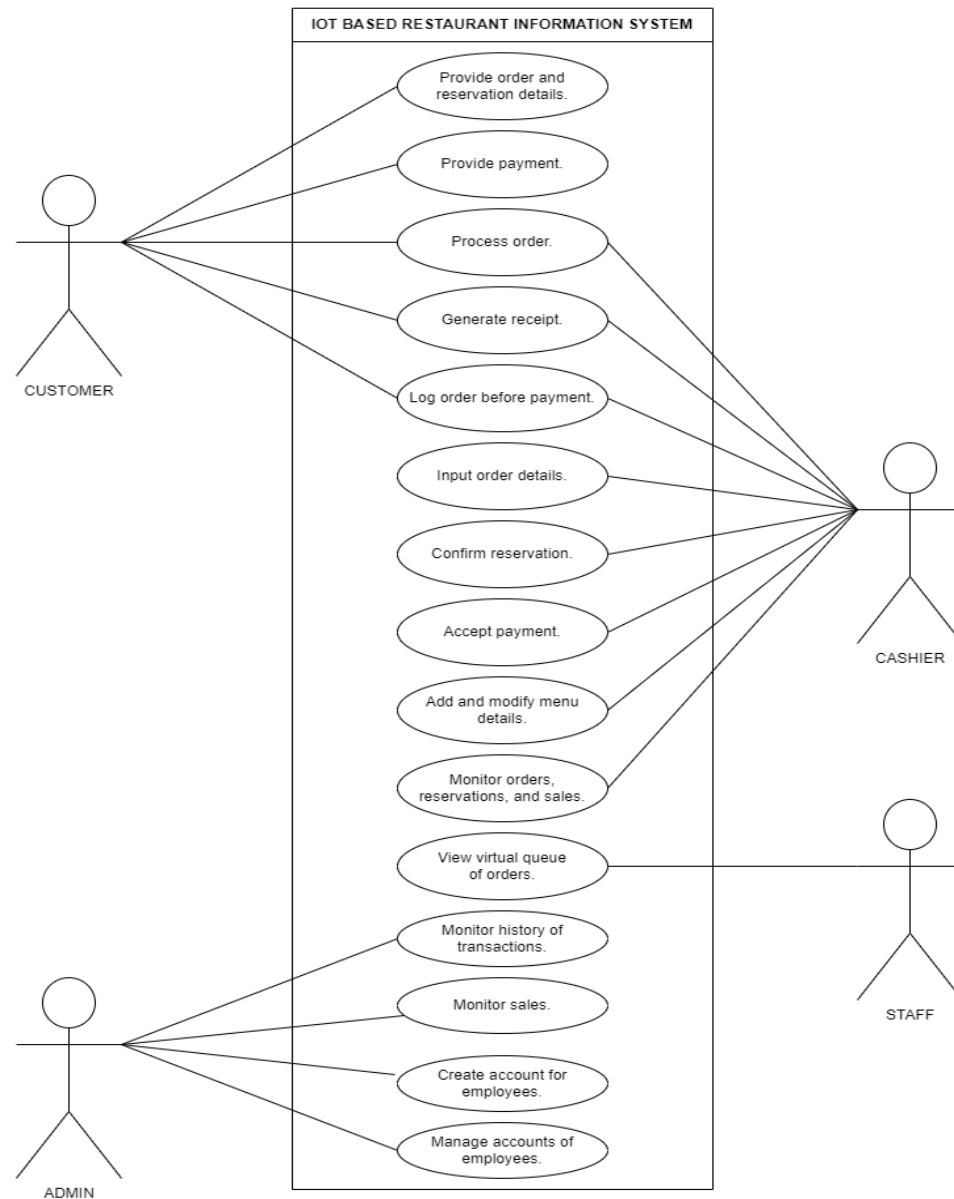 IOT BASED RESTAURANT INFORMATION SYSTEM
Provide order and
reservation details.
Provide payment.
Process order.
Generate receipt.
CUSTOMER
Log order before payment.
Input order details.
Confirm reservation.
Accept payment.
CASHIER
Add and modify menu
details.
Monitor orders,
reservations, and sales.
View virtual queue
of orders.
Monitor history of
transactions.
Monitor sales.
STAFF
Create account for
employees.
Manage accounts of
employees.
ADMIN